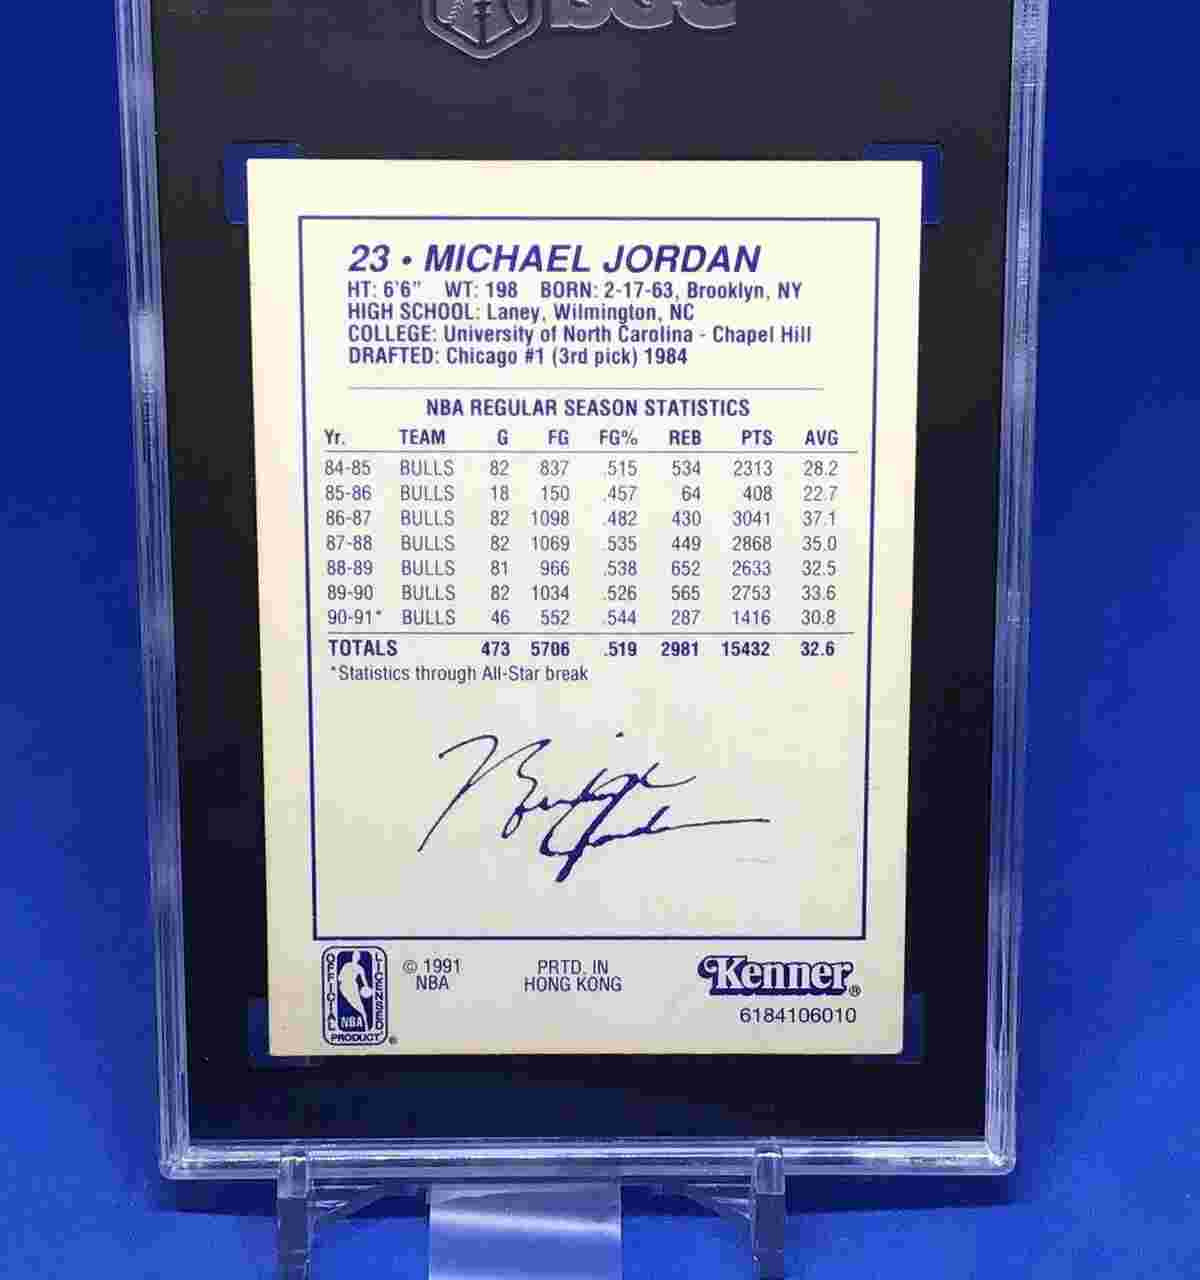 SGC
23 • MICHAEL JORDAN
HT: 6'6" WT: 198 BORN: 2-17-63, Brooklyn, NY
HIGH SCHOOL: Laney, Wilmington, NC
COLLEGE: University of North Carolina - Chapel Hill
DRAFTED: Chicago #1 (3rd pick) 1984
NBA REGULAR SEASON STATISTICS
Yr. TEAM G FG FG% REB PTS AVG
84-85 BULLS 82 837 .515 534 2313 28.2
85-86 BULLS 18 150 .457 64 408 22.7
86-87 BULLS 82 1098 .482 430 3041 37.1
87-88 BULLS 82 1069 .535 449 2868 35.0
88-89 BULLS 81 966 .538 652 2633 32.5
89-90 BULLS 82 1034 .526 565 2753 33.6
90-91* BULLS 46 552 .544 287 1416 30.8
TOTALS 473 5706 .519 2981 15432 32.6
*Statistics through All-Star break
Michael Jordan
OFFICIAL LICENSED
NBA
PRODUCT ®
© 1991
NBA
PRTD. IN
HONG KONG
Kenner®
6184106010